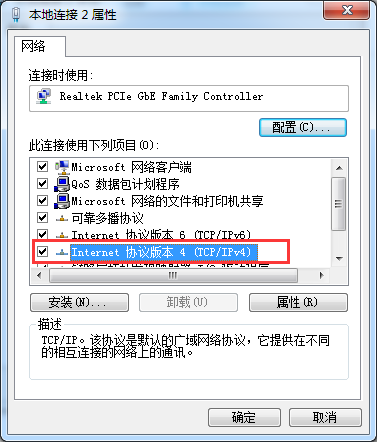 本地连接 2 属性
网络
连接时使用:
Realtek PCIe GbE Family Controller
配置(C)...
此连接使用下列项目(O):
Microsoft 网络客户端
QoS 数据包计划程序
Microsoft 网络的文件和打印机共享
可靠多播协议
Internet 协议版本 6 (TCP/IPv6)
Internet 协议版本 4 (TCP/IPv4)
安装(N)...
卸载(U)
属性(R)
描述
TCP/IP。该协议是默认的广域网络协议，它提供在不同
的相互连接的网络上的通讯。
确定
取消